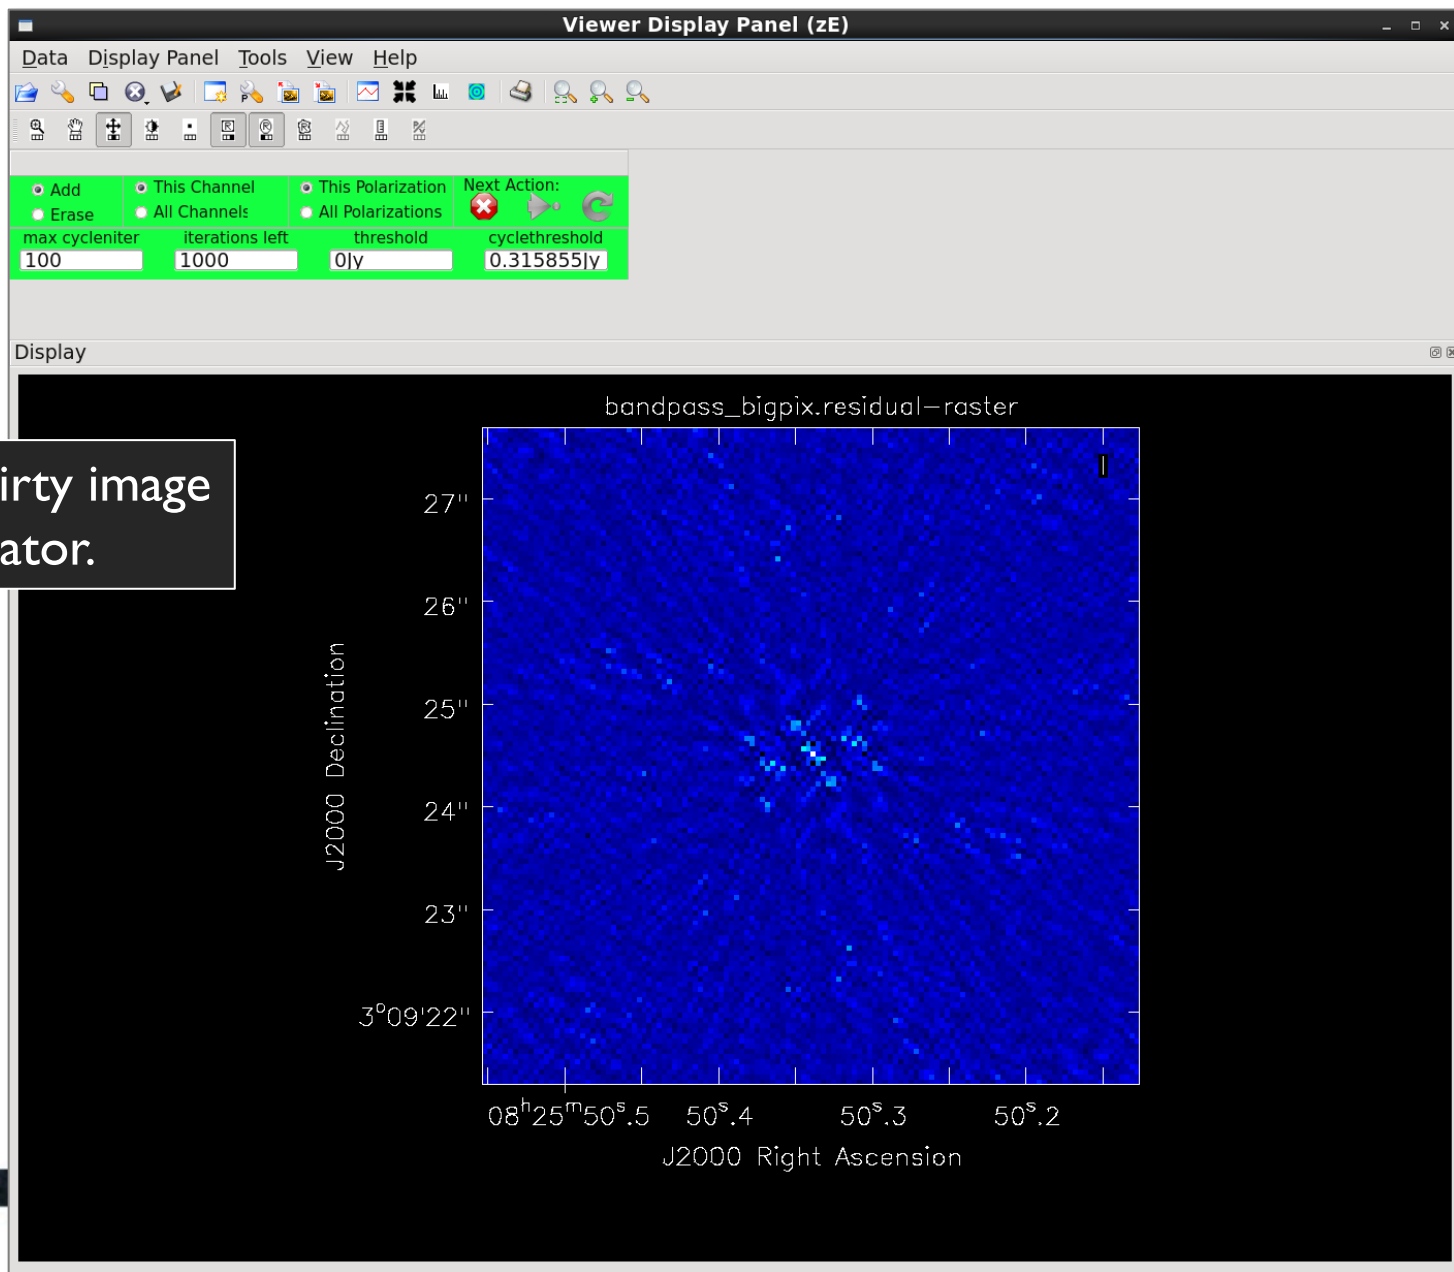 Viewer Display Panel (zE)
Data Display Panel Tools View Help
Add This Channel This Polarization Next Action:
Erase All Channels All Polarizations
max cycleniter iterations left threshold cyclethreshold
100 1000 0Jy 0.315855Jy
Display
bandpass_bigpix.residual-raster
I
irty image
ator.
27"
26"
25"
24"
23"
3°09'22"
J2000 Declination
08h25m50s.5 50s.4 50s.3 50s.2
J2000 Right Ascension